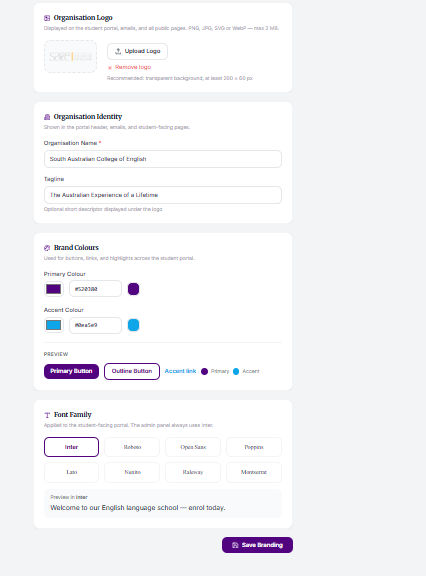 Organisation Logo
Displayed on the student portal, emails, and all public pages. PNG, JPG, SVG or WebP — max 2 MB.
Upload Logo
× Remove logo
Recommended: transparent background, at least 200 × 60 px
Organisation Identity
Shown in the portal header, emails, and student-facing pages.
Organisation Name *
South Australian College of English
Tagline
The Australian Experience of a Lifetime
Optional short descriptor displayed under the logo
Brand Colours
Used for buttons, links, and highlights across the student portal.
Primary Colour
#520380
Accent Colour
#0ea5e9
PREVIEW
Primary Button Outline Button Accent link Primary Accent
Font Family
Applied to the student-facing portal. The admin panel always uses Inter.
Inter Roboto Open Sans Poppins
Lato Nunito Raleway Montserrat
Preview in Inter
Welcome to our English language school — enrol today.
Save Branding